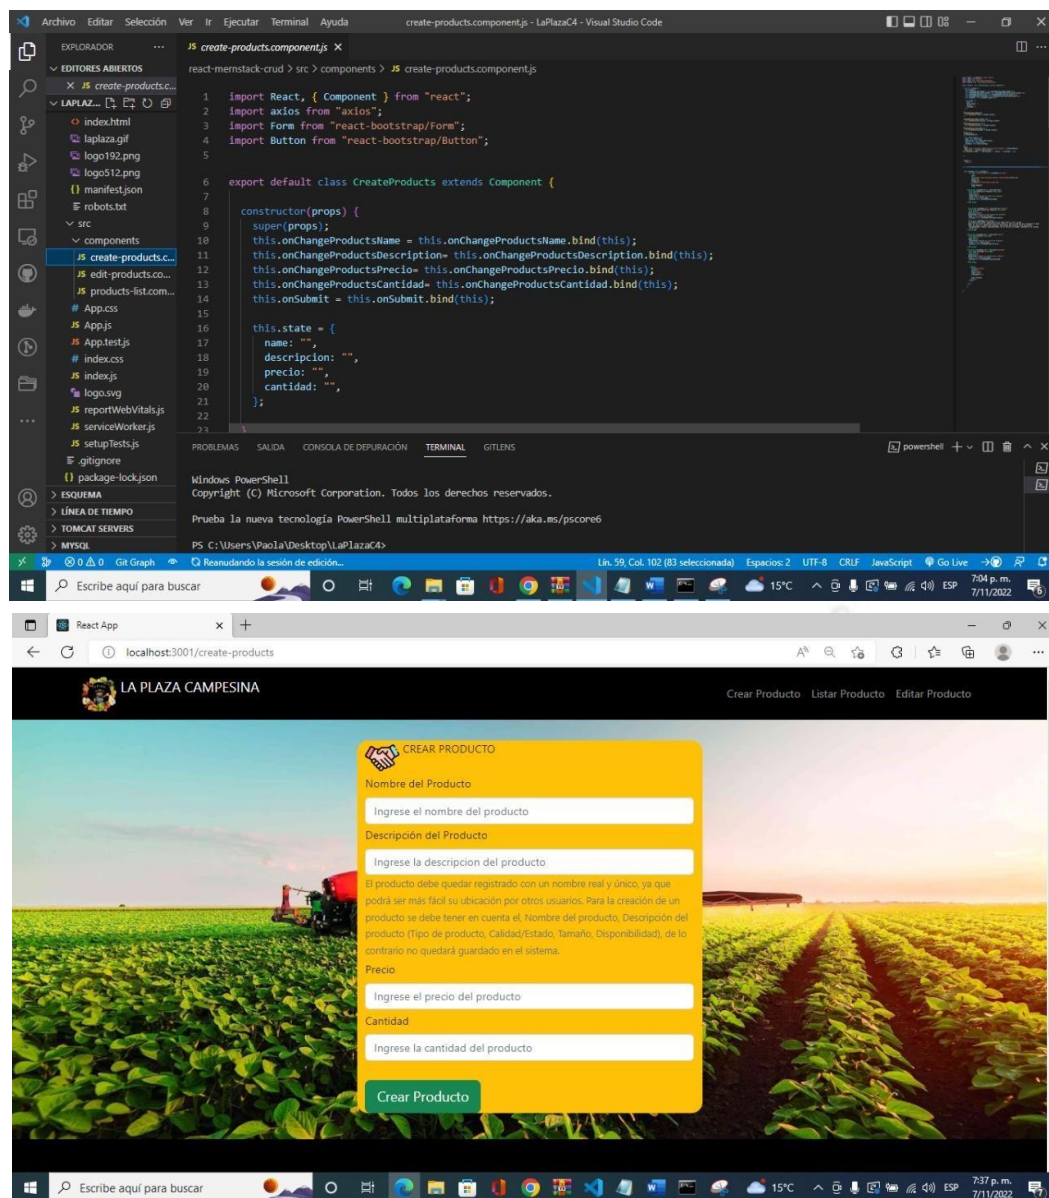 Archivo Editar Selección Ver Ir Ejecutar Terminal Ayuda
create-products.component.js - LaPlazaC4 - Visual Studio Code
EXPLORADOR
JS create-products.component.js
EDITORES ABIERTOS
JS create-products.c...
LAPLAZ...
index.html
laplaza.gif
logo192.png
logo512.png
{} manifest.json
robots.txt
src
components
JS create-products.c...
JS edit-products.co...
JS products-list.com...
# App.css
JS App.js
JS App.test.js
# index.css
JS index.js
logo.svg
JS reportWebVitals.js
JS serviceWorker.js
JS setupTests.js
.gitignore
{} package-lock.json
> ESQUEMA
> LÍNEA DE TIEMPO
> TOMCAT SERVERS
> MYSQL
react-mernstack-crud > src > components > JS create-products.component.js
1 import React, { Component } from "react";
2 import axios from "axios";
3 import Form from "react-bootstrap/Form";
4 import Button from "react-bootstrap/Button";
5
6 export default class CreateProducts extends Component {
7
8 constructor(props) {
9 super(props);
10 this.onChangeProductsName = this.onChangeProductsName.bind(this);
11 this.onChangeProductsDescription= this.onChangeProductsDescription.bind(this);
12 this.onChangeProductsPrecio= this.onChangeProductsPrecio.bind(this);
13 this.onChangeProductsCantidad= this.onChangeProductsCantidad.bind(this);
14 this.onSubmit = this.onSubmit.bind(this);
15
16 this.state = {
17 name: "",
18 descripcion: "",
19 precio: "",
20 cantidad: "",
21 };
22
23 }
PROBLEMAS SALIDA CONSOLA DE DEPURACIÓN TERMINAL GITLENS
powershell
Windows PowerShell
Copyright (C) Microsoft Corporation. Todos los derechos reservados.
Prueba la nueva tecnología PowerShell multiplataforma https://aka.ms/pscore6
PS C:\Users\Paola\Desktop\LaPlazaC4>
0 0 Git Graph Reanudando la sesión de edición...
Lín. 59, Col. 102 (83 seleccionada) Espacios: 2 UTF-8 CRLF JavaScript Go Live
Escribe aquí para buscar
15°C ESP 7:04 p. m.
7/11/2022
React App
localhost:3001/create-products
LA PLAZA CAMPESINA
Crear Producto Listar Producto Editar Producto
CREAR PRODUCTO
Nombre del Producto
Ingrese el nombre del producto
Descripción del Producto
Ingrese la descripcion del producto
El producto debe quedar registrado con un nombre real y único, ya que
podrá ser más fácil su ubicación por otros usuarios. Para la creación de un
producto se debe tener en cuenta el, Nombre del producto, Descripción del
producto (Tipo de producto, Calidad/Estado, Tamaño, Disponibilidad), de lo
contrario no quedará guardado en el sistema.
Precio
Ingrese el precio del producto
Cantidad
Ingrese la cantidad del producto
Crear Producto
Escribe aquí para buscar
15°C ESP 7:37 p. m.
7/11/2022